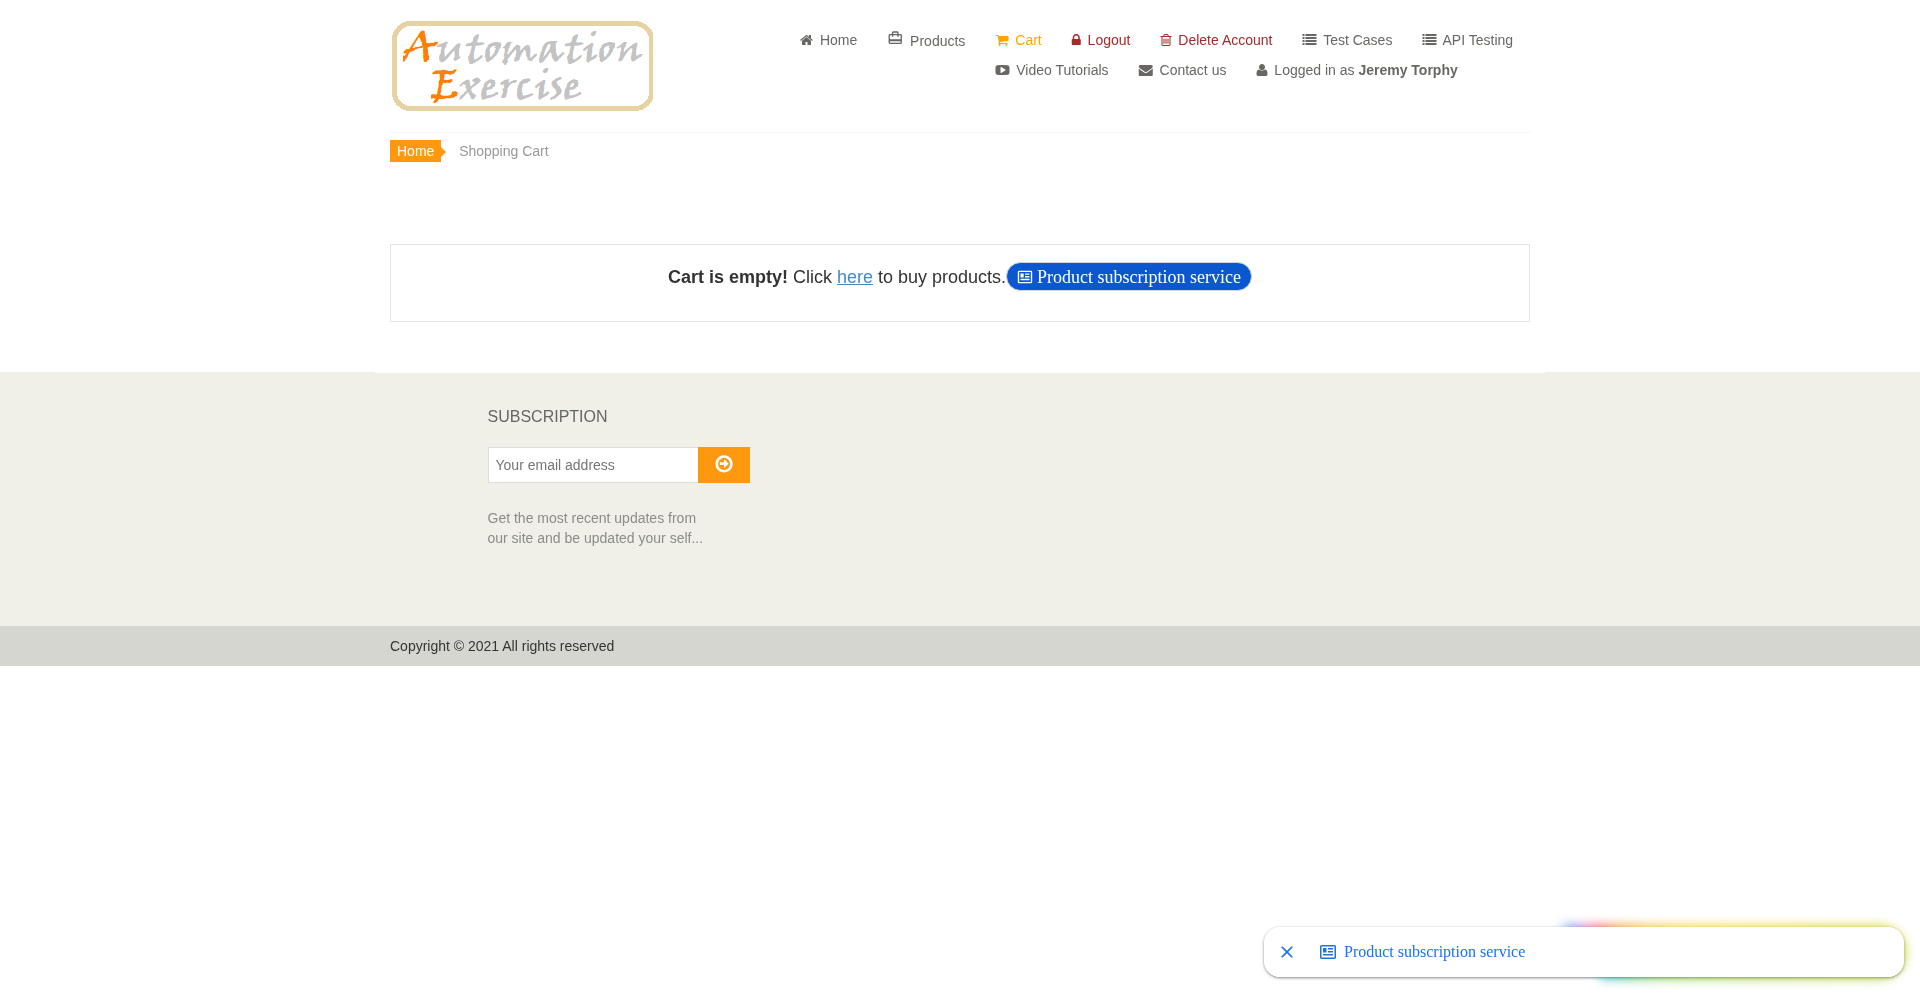 Automation
Exercise
Home
Products
Cart
Logout
Delete Account
Test Cases
API Testing
Video Tutorials
Contact us
Logged in as Jeremy Torphy
Home
Shopping Cart
Cart is empty! Click here to buy products. Product subscription service
SUBSCRIPTION
Your email address
Get the most recent updates from
our site and be updated your self...
Copyright © 2021 All rights reserved
Product subscription service